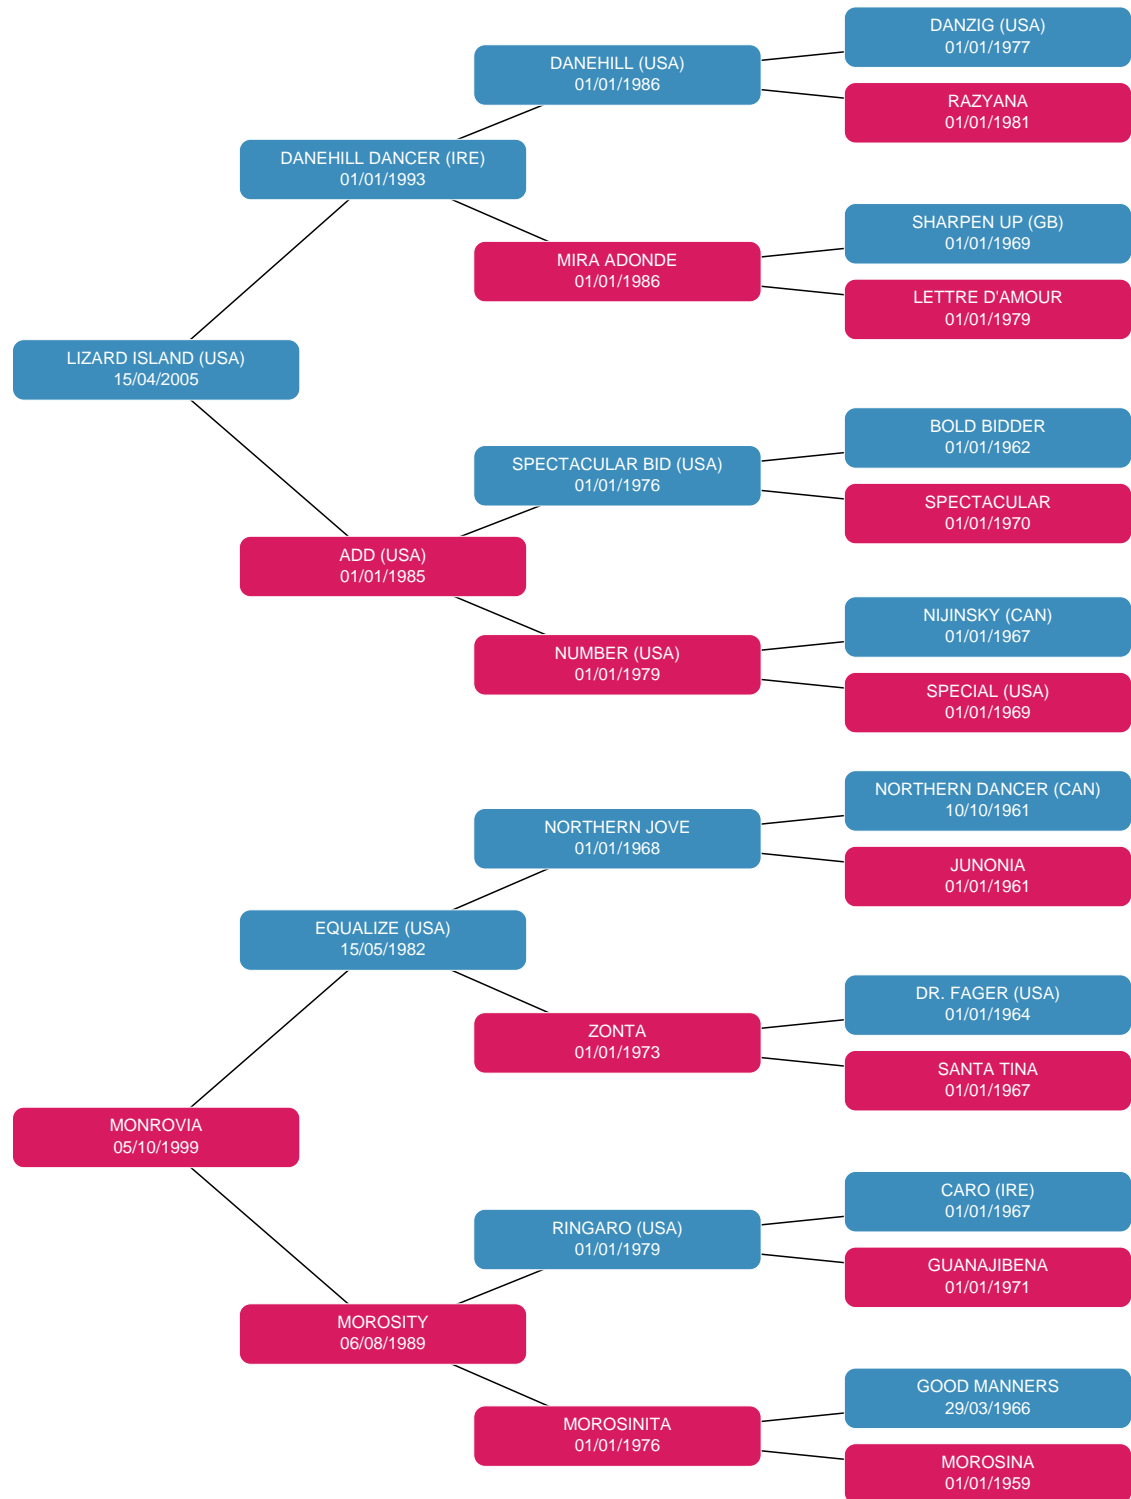 DANZIG (USA)
01/01/1977
DANEHILL (USA)
01/01/1986
RAZYANA
01/01/1981
DANEHILL DANCER (IRE)
01/01/1993
SHARPEN UP (GB)
01/01/1969
MIRA ADONDE
01/01/1986
LETTRE D'AMOUR
01/01/1979
LIZARD ISLAND (USA)
15/04/2005
BOLD BIDDER
01/01/1962
SPECTACULAR BID (USA)
01/01/1976
SPECTACULAR
01/01/1970
ADD (USA)
01/01/1985
NIJINSKY (CAN)
01/01/1967
NUMBER (USA)
01/01/1979
SPECIAL (USA)
01/01/1969
NORTHERN DANCER (CAN)
10/10/1961
NORTHERN JOVE
01/01/1968
JUNONIA
01/01/1961
EQUALIZE (USA)
15/05/1982
DR. FAGER (USA)
01/01/1964
ZONTA
01/01/1973
SANTA TINA
01/01/1967
MONROVIA
05/10/1999
CARO (IRE)
01/01/1967
RINGARO (USA)
01/01/1979
GUANAJIBENA
01/01/1971
MOROSITY
06/08/1989
GOOD MANNERS
29/03/1966
MOROSINITA
01/01/1976
MOROSINA
01/01/1959